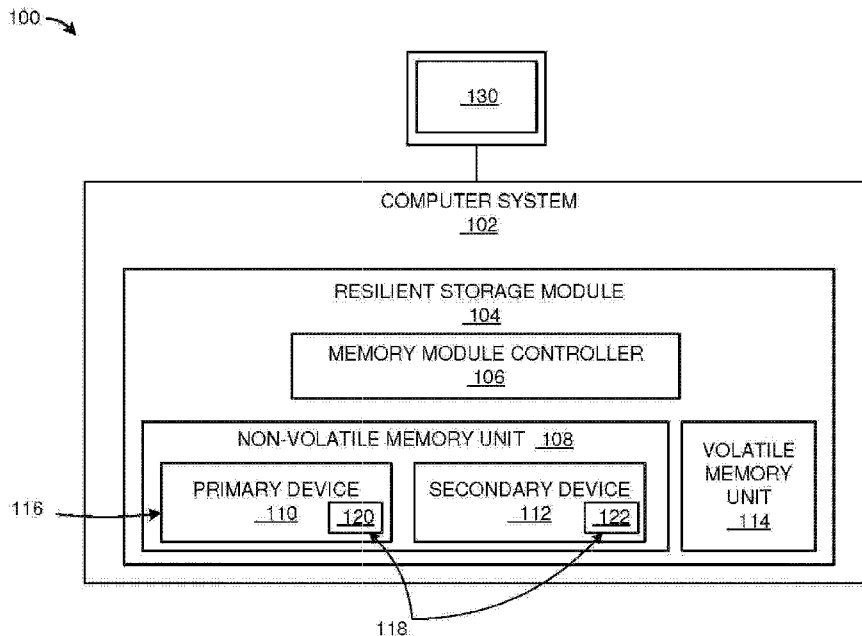 100
130
COMPUTER SYSTEM
102
RESILIENT STORAGE MODULE
104
MEMORY MODULE CONTROLLER
106
NON-VOLATILE MEMORY UNIT 108
PRIMARY DEVICE
110
120
SECONDARY DEVICE
112
122
VOLATILE
MEMORY
UNIT
114
116
118